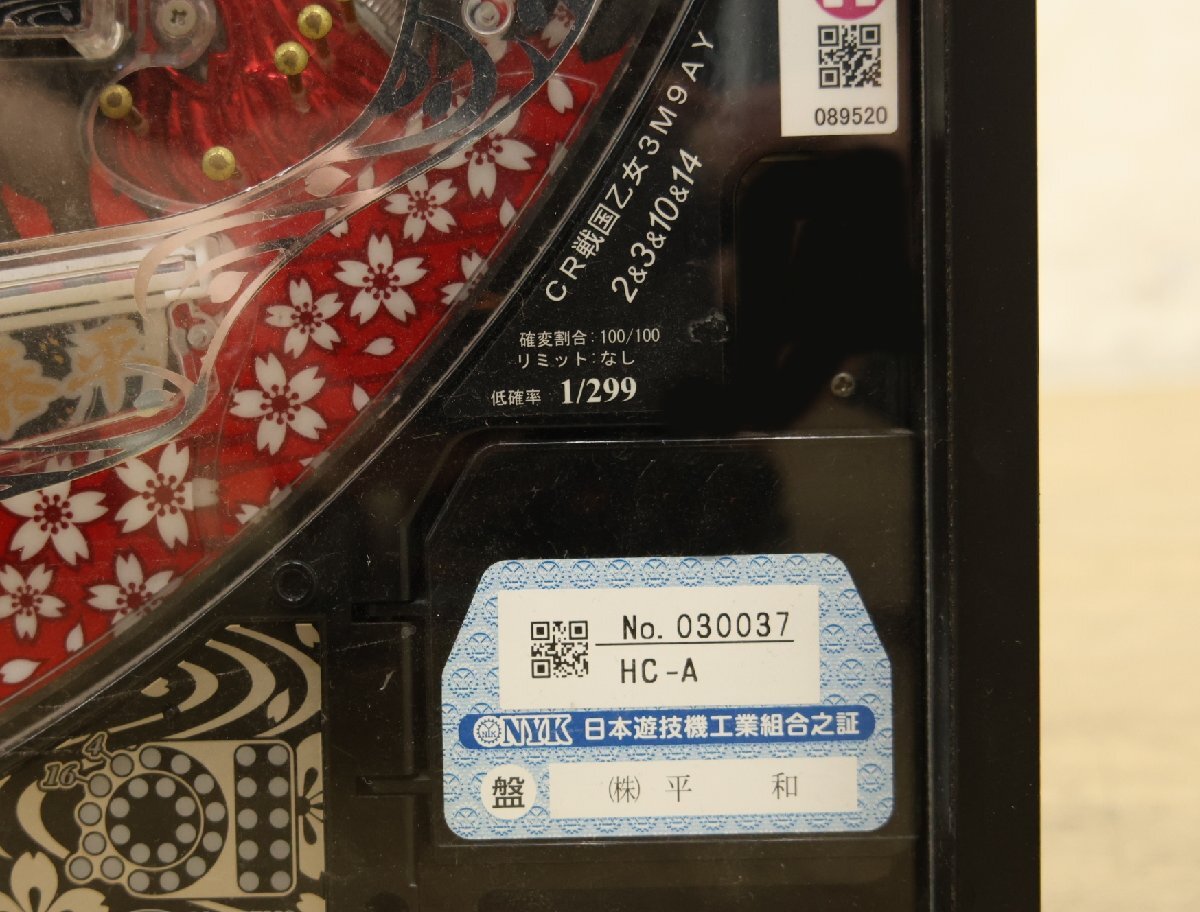 089520
CR戦国乙女3M9AY
2&3&10&14
確変割合:100/100
リミット:なし
低確率 1/299
No. 030037
HC-A
NYK 日本遊技機工業組合之証
盤 ㈱ 平 和
4
16